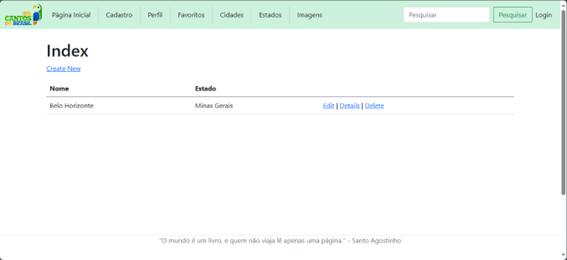 CANTOS
DO BRASIL
Página Inicial Cadastro Perfil Favoritos Cidades Estados Imagens Pesquisar Pesquisar Login
Index
Create New
Nome Estado
Belo Horizonte Minas Gerais Edit | Details | Delete
"O mundo é um livro, e quem não viaja lê apenas uma página." - Santo Agostinho